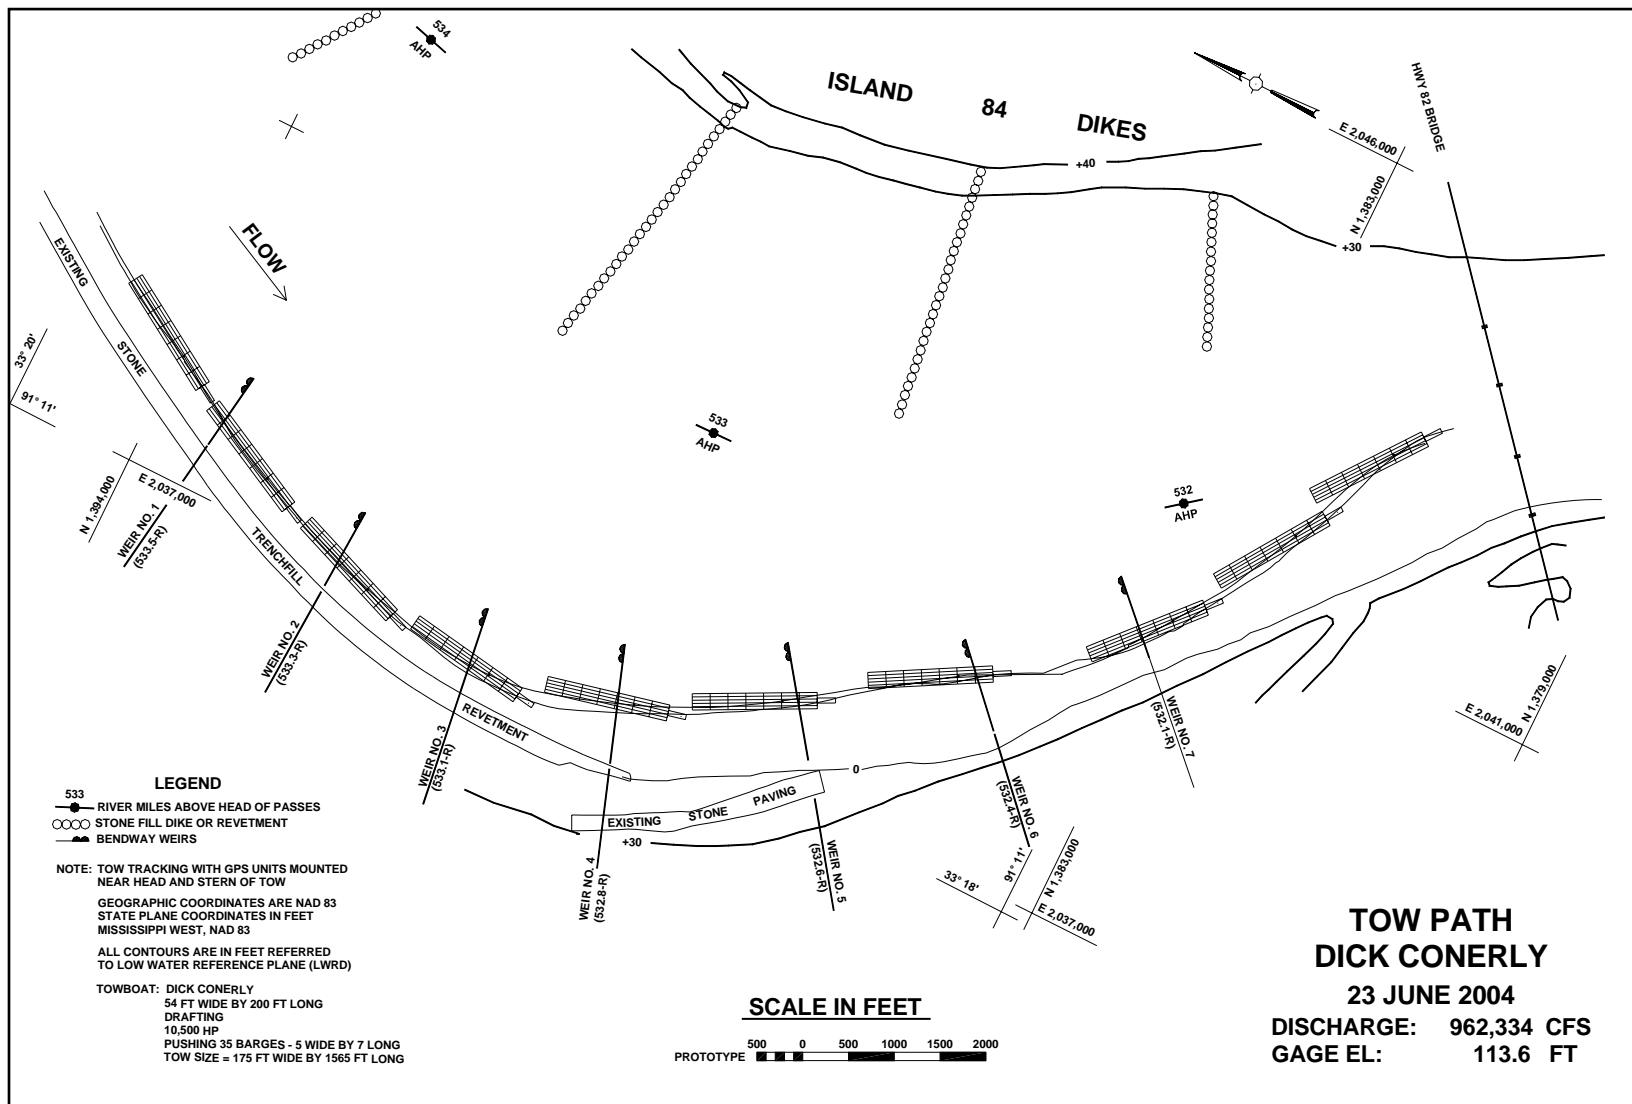 534
AHP
ISLAND 84 DIKES
HWY 82 BRIDGE
E 2,046,000
N 1,383,000
+40
+30
FLOW
EXISTING
STONE
TRENCHFILL
REVETMENT
33° 20'
91° 11'
N 1,394,000
E 2,037,000
WEIR NO. 1
(533.5-R)
533
AHP
532
AHP
WEIR NO. 2
(533.3-R)
WEIR NO. 3
(533.1-R)
WEIR NO. 4
(532.8-R)
WEIR NO. 5
(532.6-R)
WEIR NO. 6
(532.4-R)
WEIR NO. 7
(532.1-R)
E 2,041,000
N 1,379,000
0
EXISTING STONE PAVING
+30
33° 18'
91° 11'
N 1,383,000
E 2,037,000
LEGEND
533
RIVER MILES ABOVE HEAD OF PASSES
STONE FILL DIKE OR REVETMENT
BENDWAY WEIRS
NOTE: TOW TRACKING WITH GPS UNITS MOUNTED
NEAR HEAD AND STERN OF TOW
GEOGRAPHIC COORDINATES ARE NAD 83
STATE PLANE COORDINATES IN FEET
MISSISSIPPI WEST, NAD 83
ALL CONTOURS ARE IN FEET REFERRED
TO LOW WATER REFERENCE PLANE (LWRD)
TOWBOAT: DICK CONERLY
54 FT WIDE BY 200 FT LONG
DRAFTING
10,500 HP
PUSHING 35 BARGES - 5 WIDE BY 7 LONG
TOW SIZE = 175 FT WIDE BY 1565 FT LONG
SCALE IN FEET
500 0 500 1000 1500 2000
PROTOTYPE
TOW PATH
DICK CONERLY
23 JUNE 2004
DISCHARGE: 962,334 CFS
GAGE EL: 113.6 FT